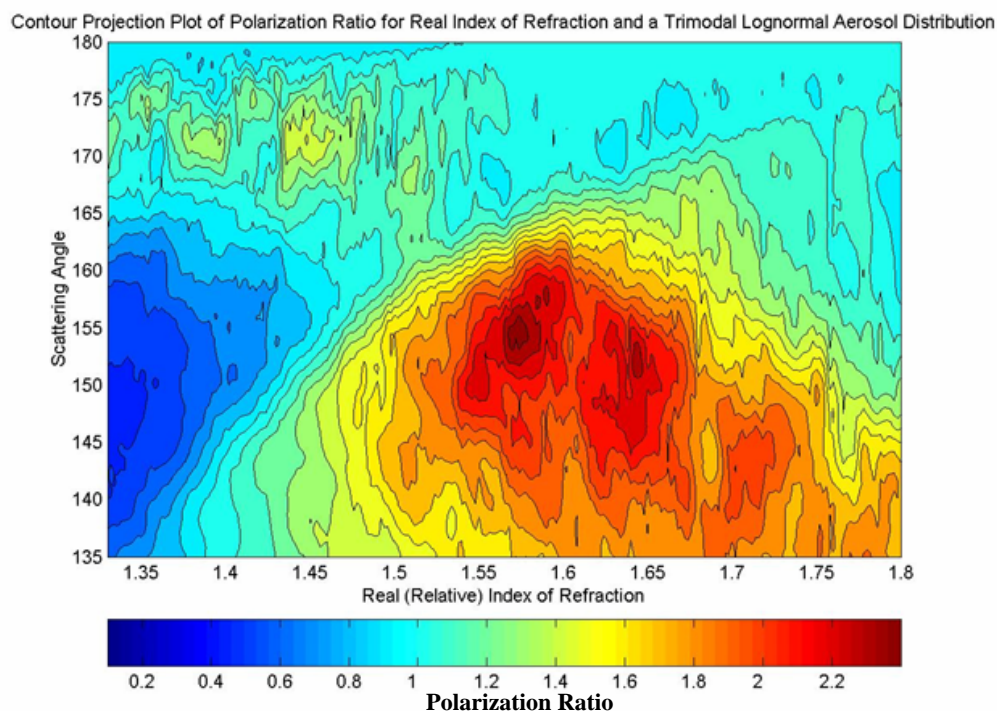 Contour Projection Plot of Polarization Ratio for Real Index of Refraction and a Trimodal Lognormal Aerosol Distribution
180
175
170
165
160
155
150
145
140
135
Scattering Angle
1.35 1.4 1.45 1.5 1.55 1.6 1.65 1.7 1.75 1.8
Real (Relative) Index of Refraction
0.2 0.4 0.6 0.8 1 1.2 1.4 1.6 1.8 2 2.2
Polarization Ratio